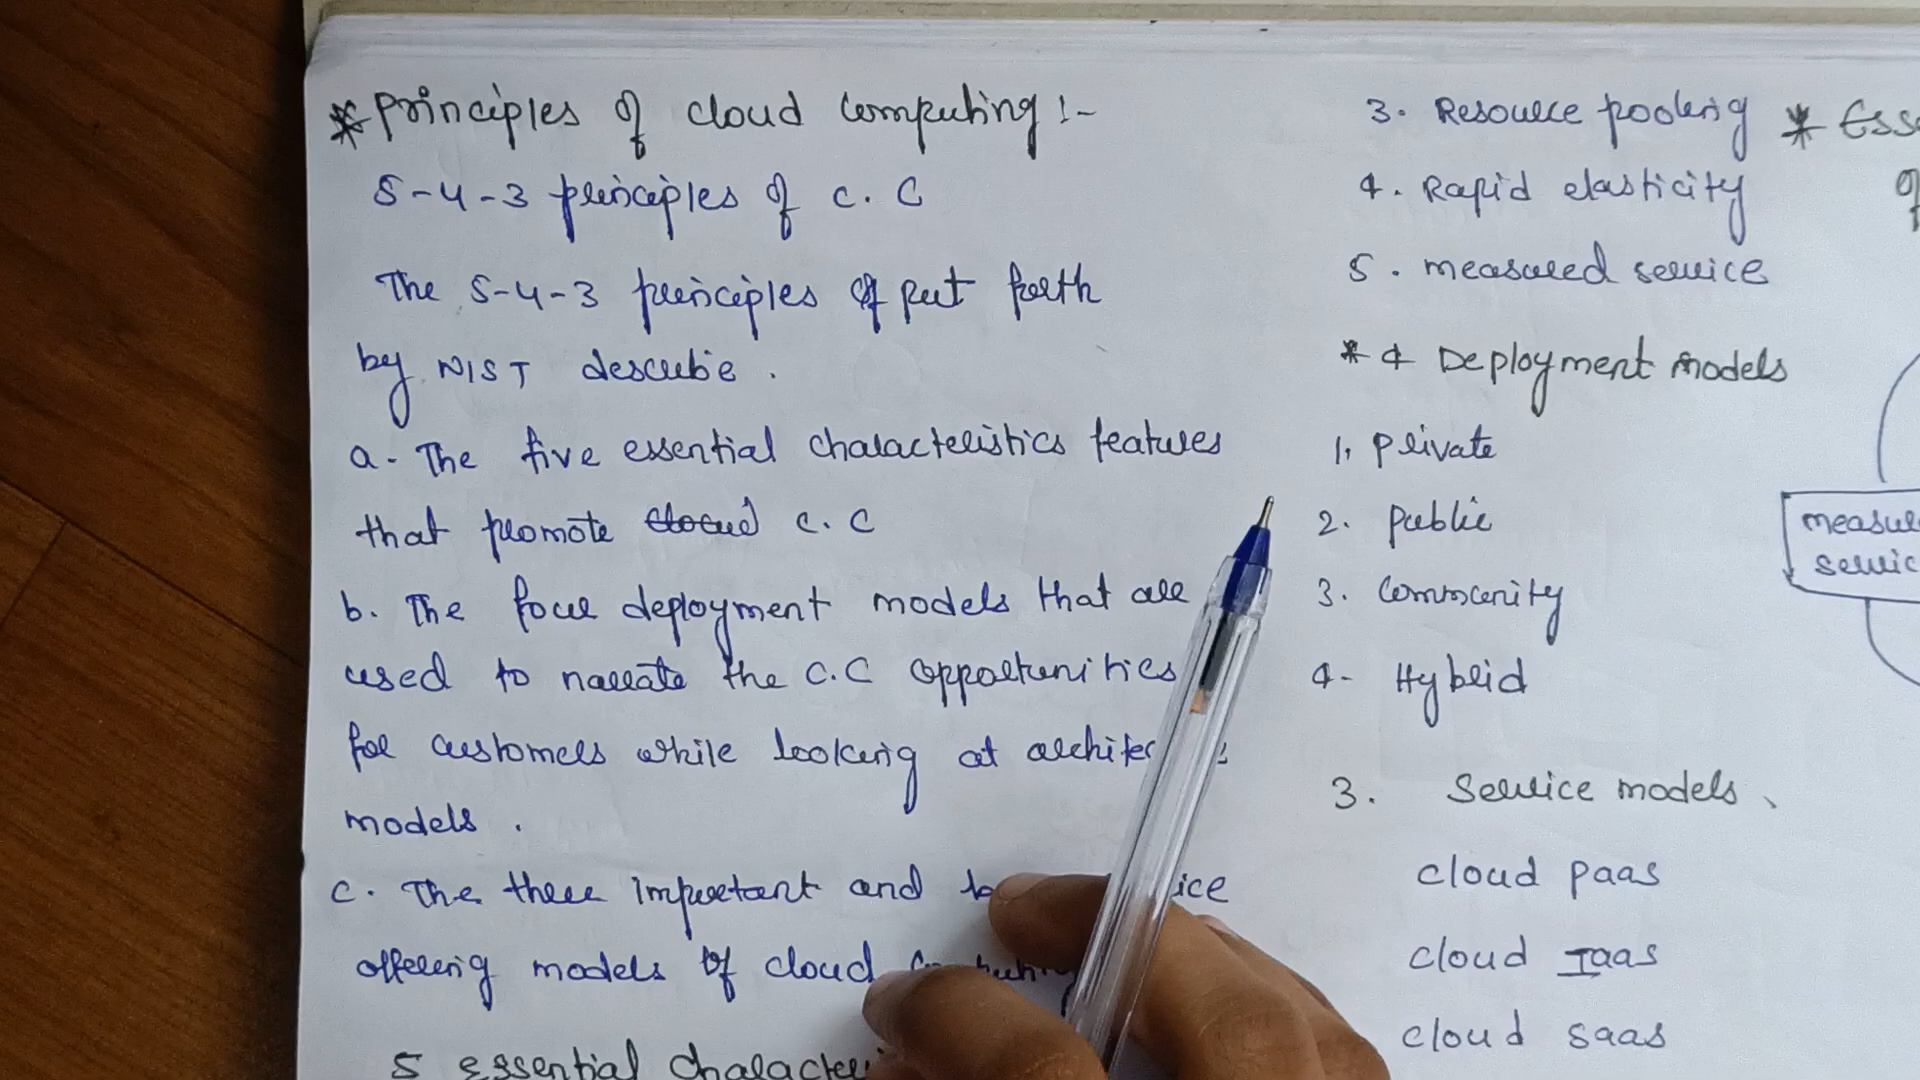 * Principles of cloud computing :-
5-4-3 principles of c.c
The 5-4-3 principles of put forth
by NIST describe.
a- The five essential characteristics features
that promote c.c
b. The four deployment models that are
used to narrate the C.C opportunities
for customers while looking at
models.
c. The three important and
offering models of cloud
5 essential
3. Resource pooling
4. Rapid elasticity
5. measured service
* 4 Deployment models
1. private
2. public
3. community
4- Hybrid
3. Service models.
cloud paas
cloud Iaas
cloud saas
*